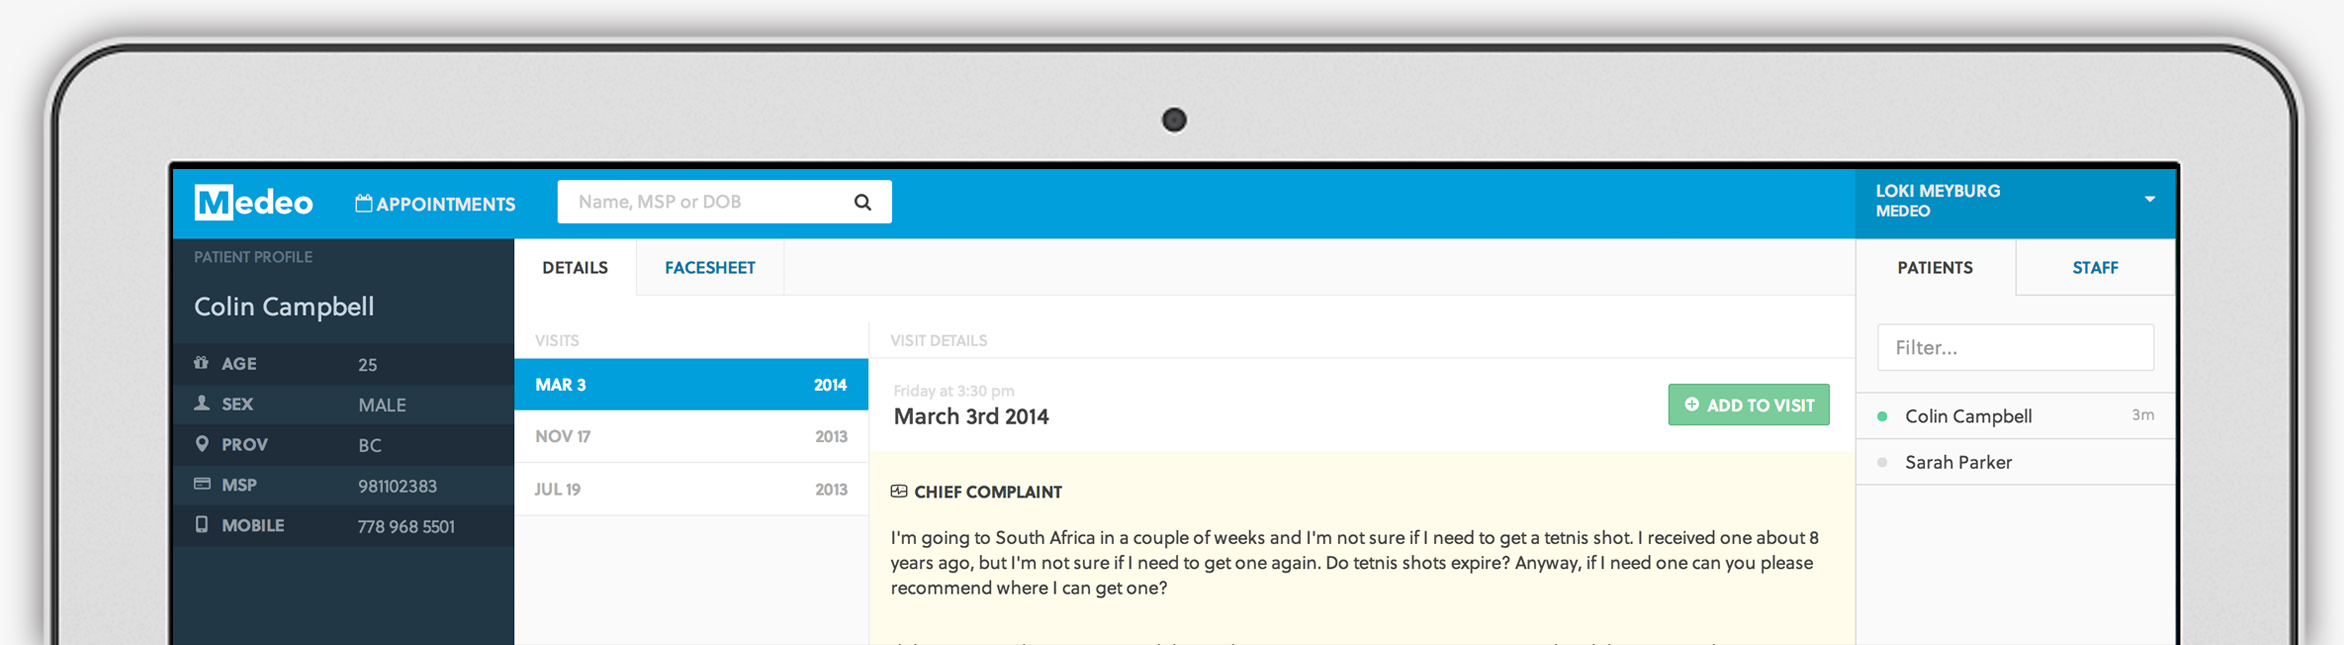 Medeo
APPOINTMENTS
Name, MSP or DOB
LOKI MEYBURG
MEDEO
PATIENT PROFILE
Colin Campbell
AGE 25
SEX MALE
PROV BC
MSP 981102383
MOBILE 778 968 5501
DETAILS
FACESHEET
VISITS
MAR 3 2014
NOV 17 2013
JUL 19 2013
VISIT DETAILS
Friday at 3:30 pm
March 3rd 2014
ADD TO VISIT
CHIEF COMPLAINT
I'm going to South Africa in a couple of weeks and I'm not sure if I need to get a tetnis shot. I received one about 8
years ago, but I'm not sure if I need to get one again. Do tetnis shots expire? Anyway, if I need one can you please
recommend where I can get one?
PATIENTS
STAFF
Filter...
Colin Campbell 3m
Sarah Parker